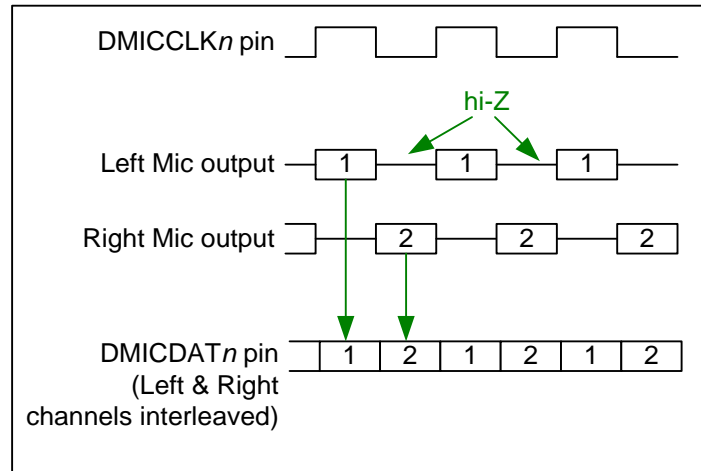 DMICCLKn pin
hi-Z
Left Mic output
1 1 1
Right Mic output
2 2 2
DMICDATn pin
(Left & Right
channels interleaved)
1 2 1 2 1 2